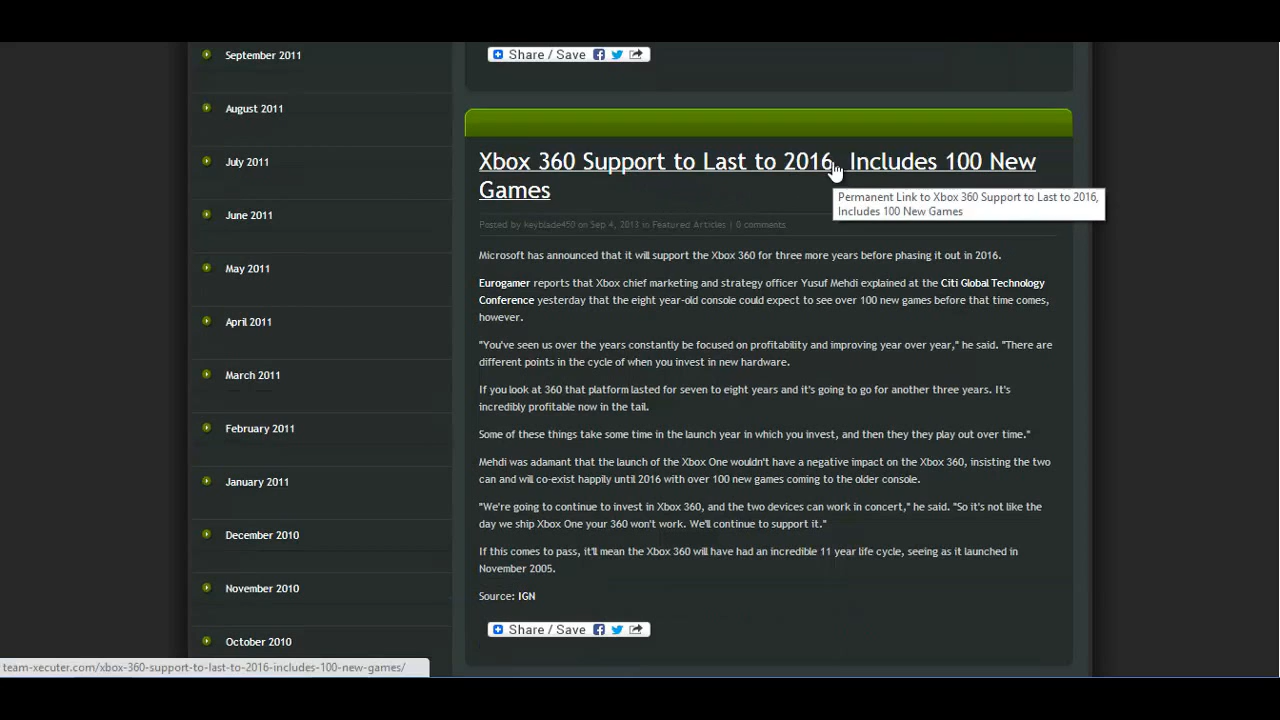 September 2011
August 2011
July 2011
June 2011
May 2011
April 2011
March 2011
February 2011
January 2011
December 2010
November 2010
October 2010
Share / Save
Xbox 360 Support to Last to 2016, Includes 100 New
Games
Permanent Link to Xbox 360 Support to Last to 2016,
Includes 100 New Games
Posted by keyblade450 on Sep 4, 2013 in Featured Articles | 0 comments
Microsoft has announced that it will support the Xbox 360 for three more years before phasing it out in 2016.
Eurogamer reports that Xbox chief marketing and strategy officer Yusuf Mehdi explained at the Citi Global Technology
Conference yesterday that the eight year-old console could expect to see over 100 new games before that time comes,
however.
"You've seen us over the years constantly be focused on profitability and improving year over year," he said. "There are
different points in the cycle of when you invest in new hardware.
If you look at 360 that platform lasted for seven to eight years and it's going to go for another three years. It's
incredibly profitable now in the tail.
Some of these things take some time in the launch year in which you invest, and then they they play out over time."
Mehdi was adamant that the launch of the Xbox One wouldn't have a negative impact on the Xbox 360, insisting the two
can and will co-exist happily until 2016 with over 100 new games coming to the older console.
"We're going to continue to invest in Xbox 360, and the two devices can work in concert," he said. "So it's not like the
day we ship Xbox One your 360 won't work. We'll continue to support it."
If this comes to pass, it'll mean the Xbox 360 will have had an incredible 11 year life cycle, seeing as it launched in
November 2005.
Source: IGN
Share / Save
team-xecuter.com/xbox-360-support-to-last-to-2016-includes-100-new-games/